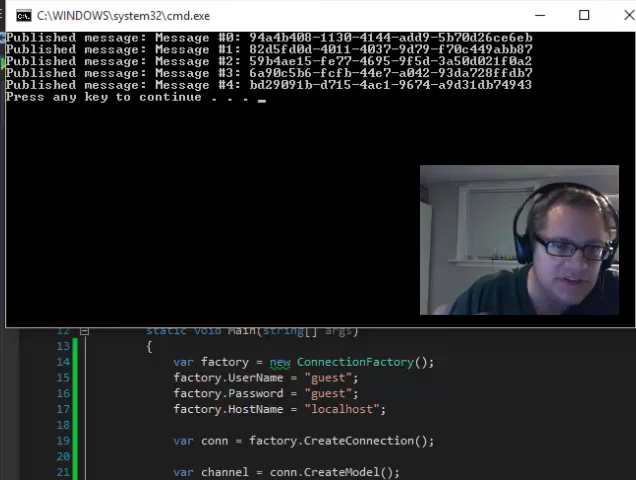 C:\WINDOWS\system32\cmd.exe
Published message: Message #0: 94a4b408-1130-4144-add9-5b70d26ce6eb
Published message: Message #1: 82d5fd0d-4011-4037-9d79-f70c449abb87
Published message: Message #2: 59b4ae15-fe77-4695-9f5d-3a50d021f0a2
Published message: Message #3: 6a90c5b6-fcfb-44e7-a042-93da728ffdb7
Published message: Message #4: bd29091b-d715-4ac1-9674-a9d31db74943
Press any key to continue . . .
12 static void Main(string[] args)
13 {
14 var factory = new ConnectionFactory();
15 factory.UserName = "guest";
16 factory.Password = "guest";
17 factory.HostName = "localhost";
18
19 var conn = factory.CreateConnection();
20
21 var channel = conn.CreateModel();